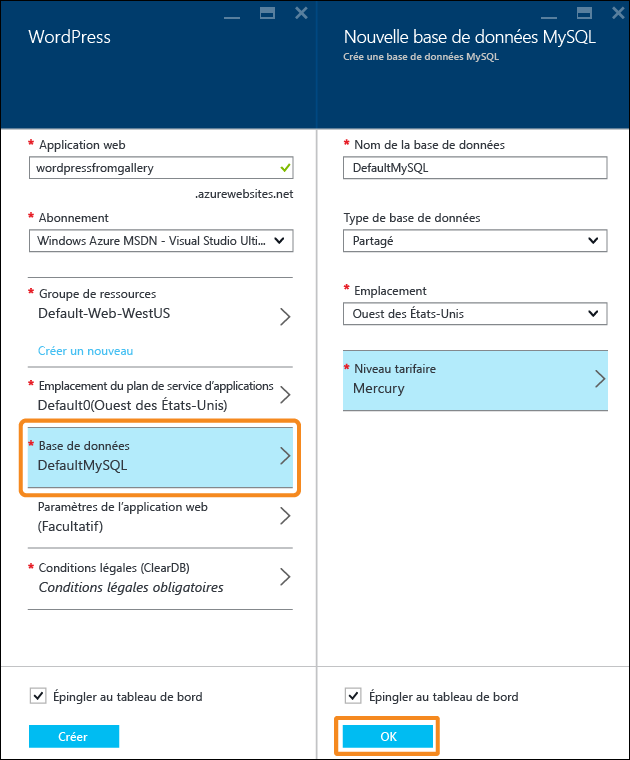 WordPress
* Application web
wordpressfromgallery
.azurewebsites.net
* Abonnement
Windows Azure MSDN - Visual Studio Ulti...
* Groupe de ressources
Default-Web-WestUS
Créer un nouveau
* Emplacement du plan de service d'applications
Default0(Ouest des États-Unis)
* Base de données
DefaultMySQL
Paramètres de l'application web
(Facultatif)
* Conditions légales (ClearDB)
Conditions légales obligatoires
Épingler au tableau de bord
Créer
Nouvelle base de données MySQL
Crée une base de données MySQL
* Nom de la base de données
DefaultMySQL
Type de base de données
Partagé
* Emplacement
Ouest des États-Unis
* Niveau tarifaire
Mercury
Épingler au tableau de bord
OK